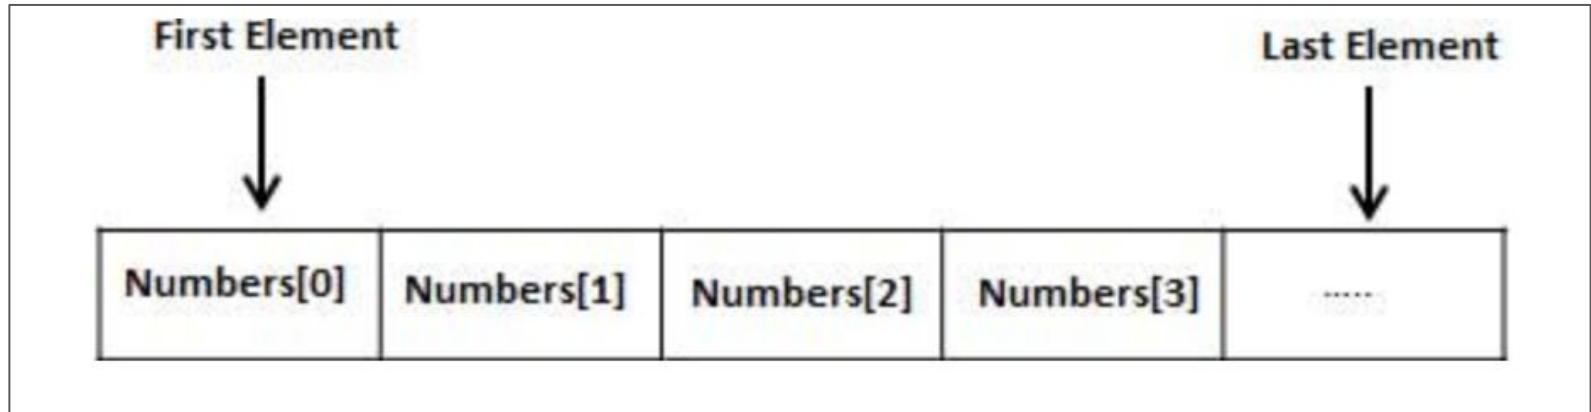 First Element
Last Element
Numbers[0] Numbers[1] Numbers[2] Numbers[3] .....